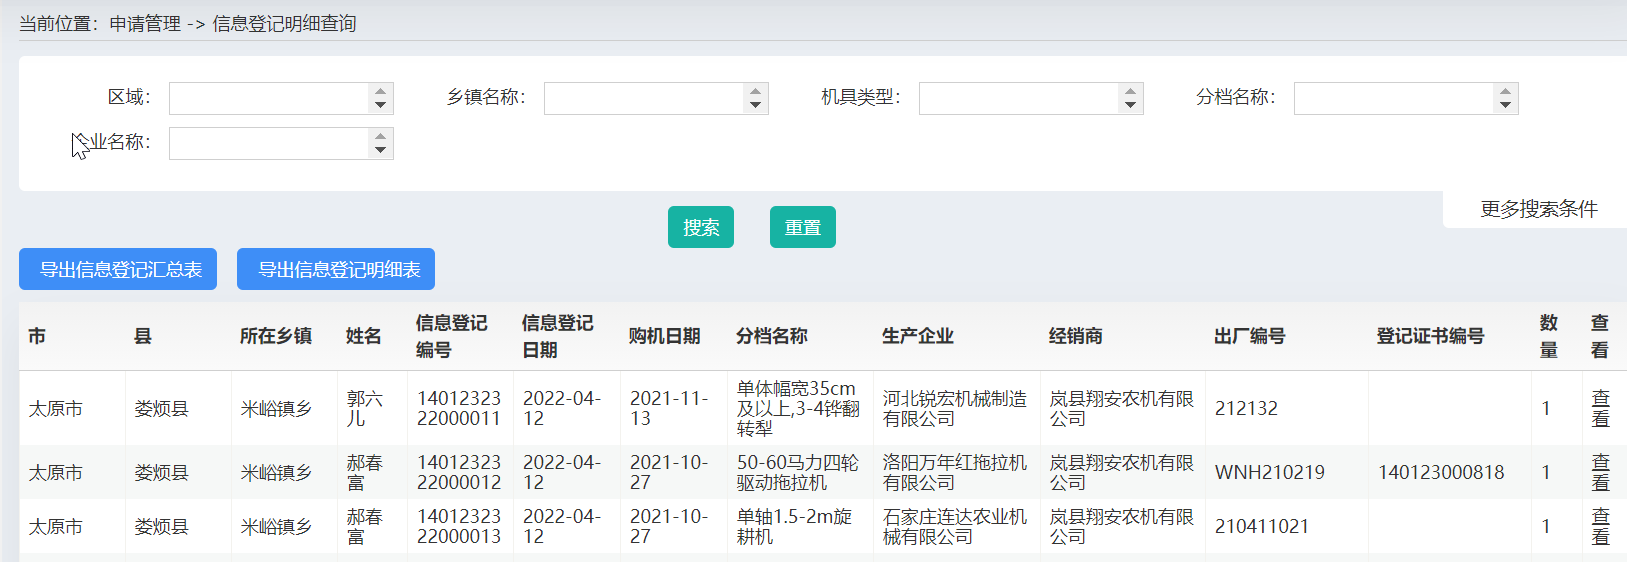 当前位置：申请管理 -> 信息登记明细查询
区域：
乡镇名称：
机具类型：
分档名称：
业名称：
更多搜索条件
搜索
重置
导出信息登记汇总表
导出信息登记明细表
市
县
所在乡镇
姓名
信息登记
编号
信息登记
日期
购机日期
分档名称
生产企业
经销商
出厂编号
登记证书编号
数
量
查
看
太原市
娄烦县
米峪镇乡
郭六
儿
14012323
22000011
2022-04-
12
2021-11-
13
单体幅宽35cm
及以上,3-4铧翻
转犁
河北锐宏机械制造
有限公司
岚县翔安农机有限
公司
212132
1
查
看
太原市
娄烦县
米峪镇乡
郝春
富
14012323
22000012
2022-04-
12
2021-10-
27
50-60马力四轮
驱动拖拉机
洛阳万年红拖拉机
有限公司
岚县翔安农机有限
公司
WNH210219
140123000818
1
查
看
太原市
娄烦县
米峪镇乡
郝春
富
14012323
22000013
2022-04-
12
2021-10-
27
单轴1.5-2m旋
耕机
石家庄连达农业机
械有限公司
岚县翔安农机有限
公司
210411021
1
查
看